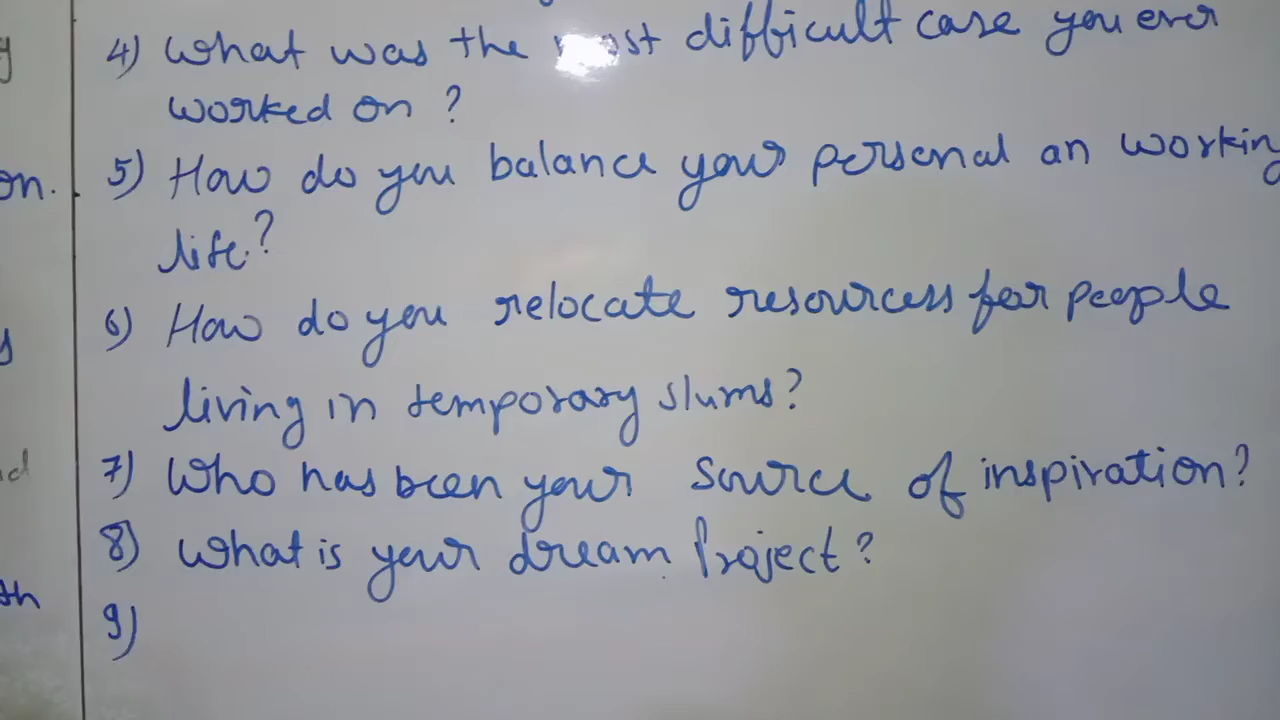 4) What was the most difficult case you ever
worked on ?
5) How do you balance your personal an working
life?
6) How do you relocate resourcess for people
living in temporary slums?
7) Who has been your source of inspiration?
8) What is your dream Project?
9)
on.